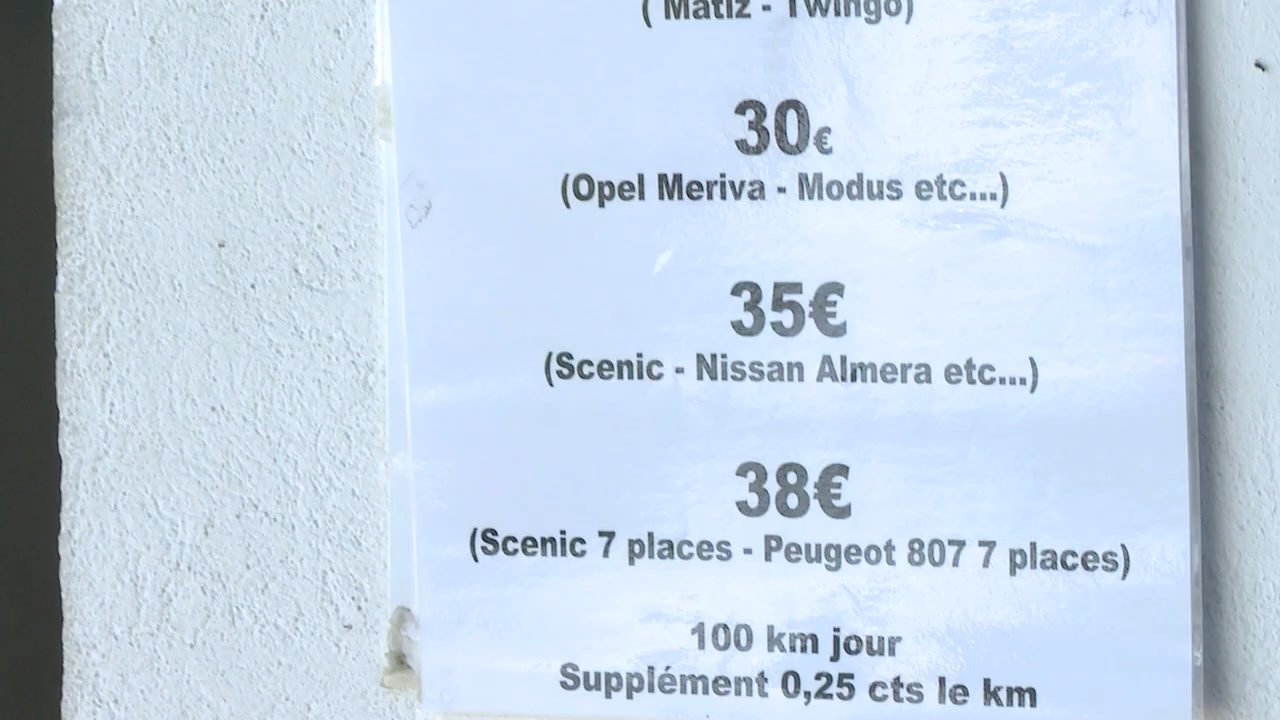 ( Matiz - Twingo)
30€
(Opel Meriva - Modus etc...)
35€
(Scenic - Nissan Almera etc...)
38€
(Scenic 7 places - Peugeot 807 7 places)
100 km jour
Supplément 0,25 cts le km